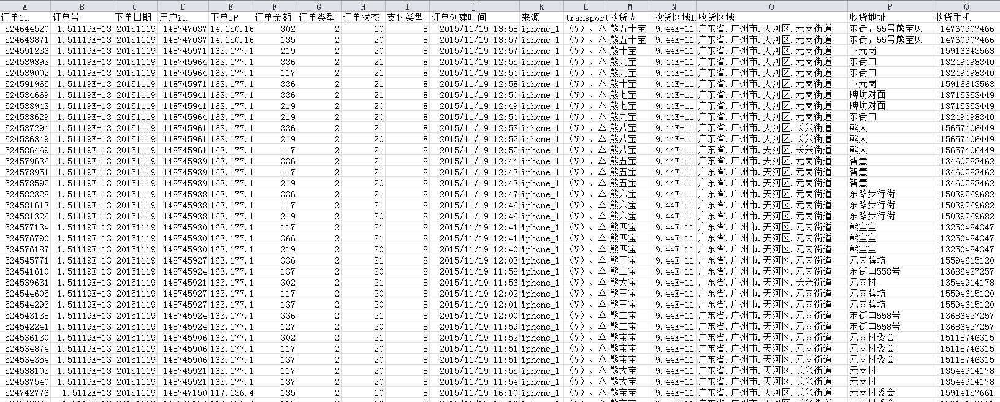 A B C D E F G H I J K L M N O P Q
订单id 订单号 下单日期 用户id 下单IP 订单金额 订单类型 订单状态 支付类型 订单创建时间 来源 transport 收货人 收货区域I 收货区域 收货地址 收货手机
524644520 1.51119E+13 20151119 148747037 14.150.16 302 2 10 8 2015/11/19 13:58 iphone_1 (V)、△ 熊五十宝 9.44E+11 广东省.广州市.天河区.元岗街道 东街，55号熊宝贝 14760907466
524643871 1.51119E+13 20151119 148747037 14.150.16 135 2 20 8 2015/11/19 13:57 iphone_1 (V)、△ 熊五十宝 9.44E+11 广东省.广州市.天河区.元岗街道 东街，55号熊宝贝 14760907466
524591236 1.51119E+13 20151119 148745971 163.177.1 219 2 20 8 2015/11/19 12:57 iphone_1 (V)、△ 熊十宝 9.44E+11 广东省.广州市.天河区.元岗街道 下元岗 15916643563
524589893 1.51119E+13 20151119 148745964 163.177.1 336 2 21 8 2015/11/19 12:55 iphone_1 (V)、△ 熊九宝 9.44E+11 广东省.广州市.天河区.元岗街道 东街口 13249498340
524589002 1.51119E+13 20151119 148745964 163.177.1 117 2 21 8 2015/11/19 12:54 iphone_1 (V)、△ 熊九宝 9.44E+11 广东省.广州市.天河区.元岗街道 东街口 13249498340
524591965 1.51119E+13 20151119 148745971 163.177.1 336 2 21 8 2015/11/19 12:58 iphone_1 (V)、△ 熊十宝 9.44E+11 广东省.广州市.天河区.元岗街道 下元岗 15916643563
524584669 1.51119E+13 20151119 148745941 163.177.1 336 2 21 8 2015/11/19 12:50 iphone_1 (V)、△ 熊七宝 9.44E+11 广东省.广州市.天河区.元岗街道 牌坊对面 13715353449
524583943 1.51119E+13 20151119 148745941 163.177.1 219 2 20 8 2015/11/19 12:49 iphone_1 (V)、△ 熊七宝 9.44E+11 广东省.广州市.天河区.元岗街道 牌坊对面 13715353449
524588629 1.51119E+13 20151119 148745964 163.177.1 219 2 20 8 2015/11/19 12:54 iphone_1 (V)、△ 熊九宝 9.44E+11 广东省.广州市.天河区.元岗街道 东街口 13249498340
524587294 1.51119E+13 20151119 148745961 163.177.1 336 2 21 8 2015/11/19 12:53 iphone_1 (V)、△ 熊八宝 9.44E+11 广东省.广州市.天河区.长兴街道 熊大 15657406449
524586849 1.51119E+13 20151119 148745961 163.177.1 219 2 20 8 2015/11/19 12:52 iphone_1 (V)、△ 熊八宝 9.44E+11 广东省.广州市.天河区.长兴街道 熊大 15657406449
524586469 1.51119E+13 20151119 148745961 163.177.1 117 2 21 8 2015/11/19 12:52 iphone_1 (V)、△ 熊八宝 9.44E+11 广东省.广州市.天河区.长兴街道 熊大 15657406449
524579636 1.51119E+13 20151119 148745939 163.177.1 336 2 21 8 2015/11/19 12:44 iphone_1 (V)、△ 熊五宝 9.44E+11 广东省.广州市.天河区.元岗街道 智慧 13460283462
524578951 1.51119E+13 20151119 148745939 163.177.1 117 2 21 8 2015/11/19 12:43 iphone_1 (V)、△ 熊五宝 9.44E+11 广东省.广州市.天河区.元岗街道 智慧 13460283462
524578592 1.51119E+13 20151119 148745939 163.177.1 219 2 20 8 2015/11/19 12:43 iphone_1 (V)、△ 熊五宝 9.44E+11 广东省.广州市.天河区.元岗街道 智慧 13460283462
524582328 1.51119E+13 20151119 148745938 163.177.1 336 2 21 8 2015/11/19 12:47 iphone_1 (V)、△ 熊六宝 9.44E+11 广东省.广州市.天河区.元岗街道 东路步行街 15039269682
524581613 1.51119E+13 20151119 148745938 163.177.1 117 2 21 8 2015/11/19 12:46 iphone_1 (V)、△ 熊六宝 9.44E+11 广东省.广州市.天河区.元岗街道 东路步行街 15039269682
524581326 1.51119E+13 20151119 148745938 163.177.1 219 2 20 8 2015/11/19 12:46 iphone_1 (V)、△ 熊六宝 9.44E+11 广东省.广州市.天河区.元岗街道 东路步行街 15039269682
524577134 1.51119E+13 20151119 148745930 163.177.1 117 2 21 8 2015/11/19 12:41 iphone_1 (V)、△ 熊四宝 9.44E+11 广东省.广州市.天河区.元岗街道 熊宝宝 13250484347
524576790 1.51119E+13 20151119 148745930 163.177.1 366 2 21 8 2015/11/19 12:41 iphone_1 (V)、△ 熊四宝 9.44E+11 广东省.广州市.天河区.元岗街道 熊宝宝 13250484347
524576187 1.51119E+13 20151119 148745930 163.177.1 219 2 20 8 2015/11/19 12:40 iphone_1 (V)、△ 熊四宝 9.44E+11 广东省.广州市.天河区.元岗街道 熊宝宝 13250484347
524545771 1.51119E+13 20151119 148745927 163.177.1 336 2 21 8 2015/11/19 12:03 iphone_1 (V)、△ 熊三宝 9.44E+11 广东省.广州市.天河区.元岗街道 元岗牌坊 15594615120
524541610 1.51119E+13 20151119 148745924 163.177.1 137 2 20 8 2015/11/19 11:58 iphone_1 (V)、△ 熊二宝 9.44E+11 广东省.广州市.天河区.元岗街道 东街口558号 13686427257
524539631 1.51119E+13 20151119 148745921 163.177.1 302 2 21 8 2015/11/19 11:56 iphone_1 (V)、△ 熊大宝 9.44E+11 广东省.广州市.天河区.长兴街道 元岗村 13544914178
524544605 1.51119E+13 20151119 148745927 163.177.1 117 2 20 8 2015/11/19 12:02 iphone_1 (V)、△ 熊三宝 9.44E+11 广东省.广州市.天河区.元岗街道 元岗牌坊 15594615120
524544293 1.51119E+13 20151119 148745927 163.177.1 137 2 20 8 2015/11/19 12:01 iphone_1 (V)、△ 熊三宝 9.44E+11 广东省.广州市.天河区.元岗街道 元岗牌坊 15594615120
524543138 1.51119E+13 20151119 148745924 163.177.1 336 2 21 8 2015/11/19 12:00 iphone_1 (V)、△ 熊二宝 9.44E+11 广东省.广州市.天河区.元岗街道 东街口558号 13686427257
524542241 1.51119E+13 20151119 148745924 163.177.1 127 2 20 8 2015/11/19 11:59 iphone_1 (V)、△ 熊二宝 9.44E+11 广东省.广州市.天河区.元岗街道 东街口558号 13686427257
524536130 1.51119E+13 20151119 148745906 163.177.1 302 2 21 8 2015/11/19 11:52 iphone_1 (V)、△ 熊宝宝 9.44E+11 广东省.广州市.天河区.元岗街道 元岗村委会 15118746315
524534874 1.51119E+13 20151119 148745906 163.177.1 117 2 20 8 2015/11/19 11:51 iphone_1 (V)、△ 熊宝宝 9.44E+11 广东省.广州市.天河区.元岗街道 元岗村委会 15118746315
524534354 1.51119E+13 20151119 148745906 163.177.1 137 2 20 8 2015/11/19 11:51 iphone_1 (V)、△ 熊宝宝 9.44E+11 广东省.广州市.天河区.元岗街道 元岗村委会 15118746315
524538103 1.51119E+13 20151119 148745921 163.177.1 117 2 20 8 2015/11/19 11:55 iphone_1 (V)、△ 熊大宝 9.44E+11 广东省.广州市.天河区.长兴街道 元岗村 13544914178
524537540 1.51119E+13 20151119 148745921 163.177.1 137 2 20 8 2015/11/19 11:54 iphone_1 (V)、△ 熊大宝 9.44E+11 广东省.广州市.天河区.长兴街道 元岗村 13544914178
524742776 1.5112E+13 20151119 148747150 117.136.4 135 2 10 8 2015/11/19 16:10 iphone_1 (V)、△ 熊宝宝 9.44E+11 广东省.广州市.天河区.长兴街道 元岗村委会 15914157661